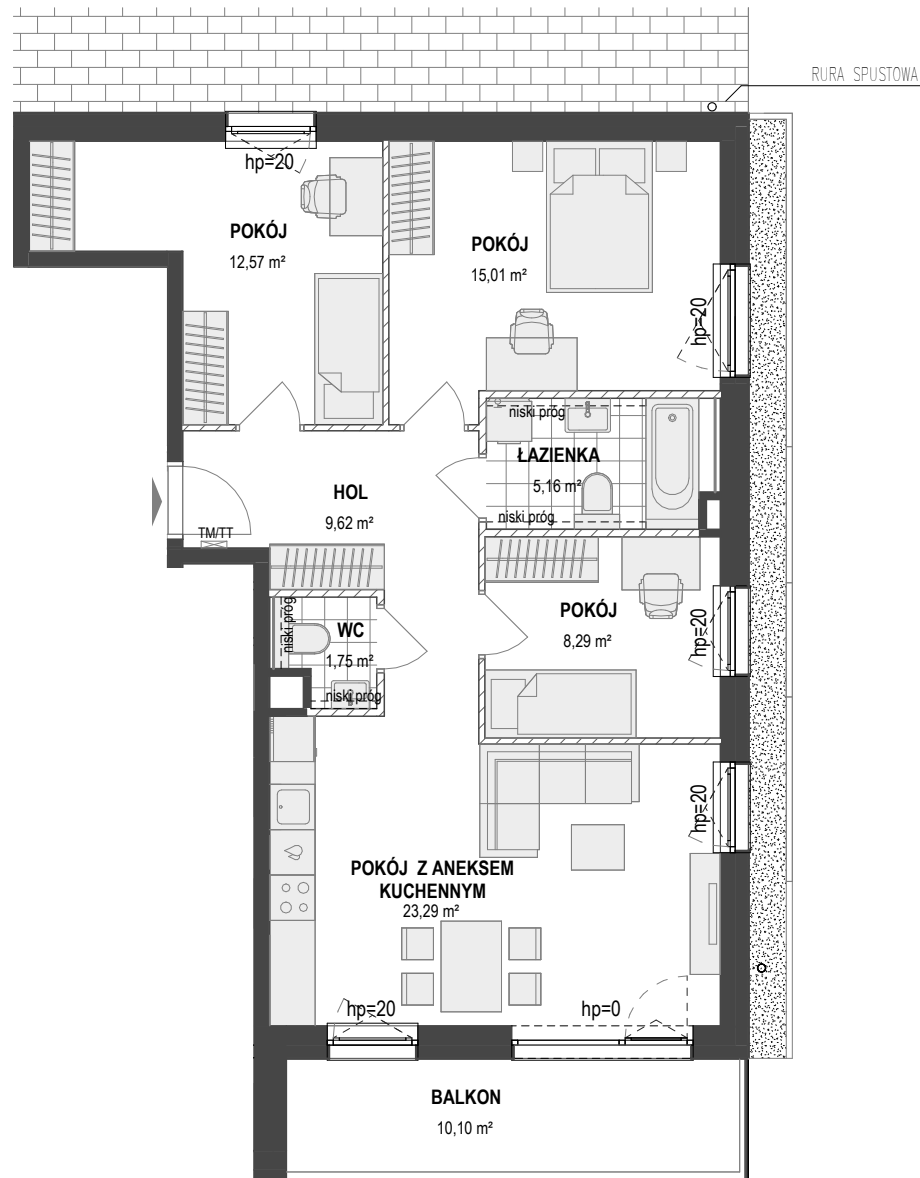 RURA SPUSTOWA
hp=20
POKÓJ
12,57 m²
POKÓJ
15,01 m²
hp=20
niski próg
ŁAZIENKA
5,16 m²
niski próg
HOL
9,62 m²
TM/TT
niski próg
WC
1,75 m²
niski próg
POKÓJ
8,29 m²
hp=20
hp=20
POKÓJ Z ANEKSEM
KUCHENNYM
23,29 m²
hp=20
hp=0
BALKON
10,10 m²